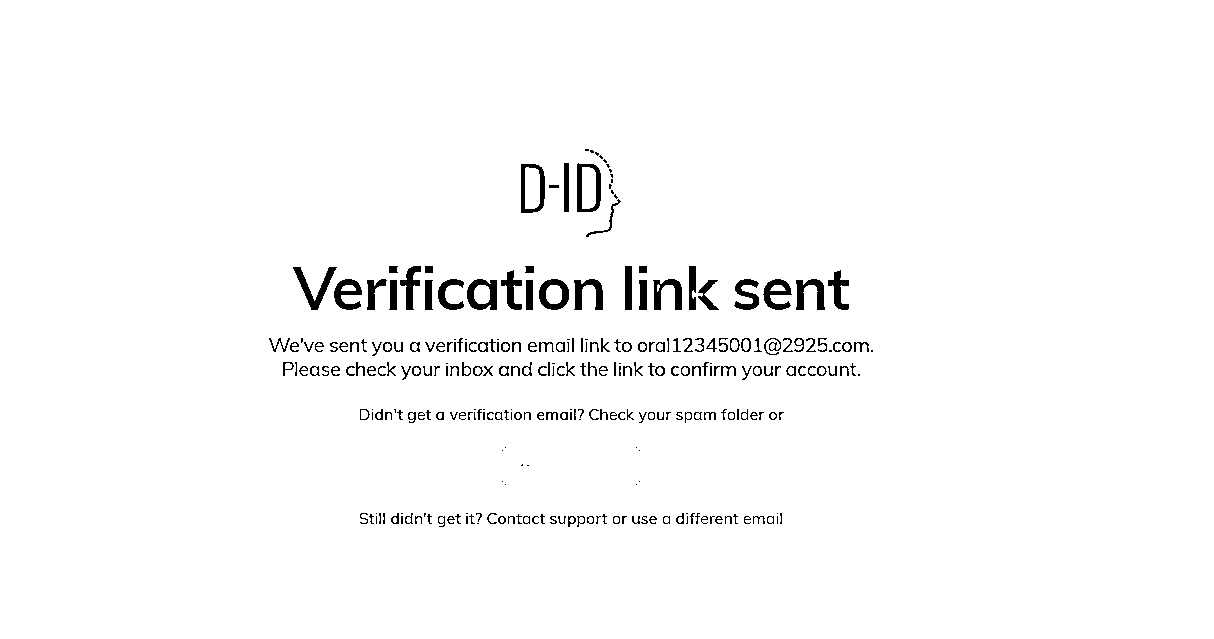 D-ID
Verification link sent
We've sent you a verification email link to oral12345001@2925.com.
Please check your inbox and click the link to confirm your account.
Didn't get a verification email? Check your spam folder or
Still didn't get it? Contact support or use a different email